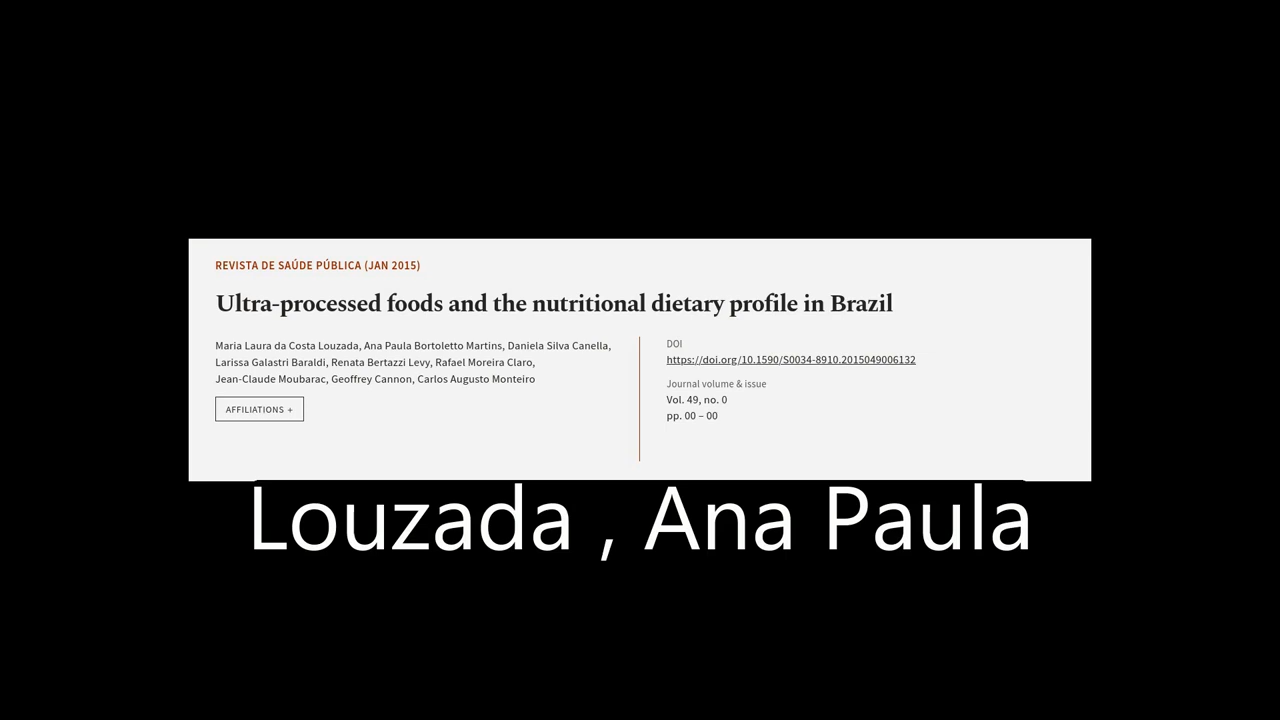 REVISTA DE SAÚDE PÚBLICA (JAN 2015)
Ultra-processed foods and the nutritional dietary profile in Brazil
Maria Laura da Costa Louzada, Ana Paula Bortoletto Martins, Daniela Silva Canella,
Larissa Galastri Baraldi, Renata Bertazzi Levy, Rafael Moreira Claro,
Jean-Claude Moubarac, Geoffrey Cannon, Carlos Augusto Monteiro
AFFILIATIONS +
DOI
https://doi.org/10.1590/S0034-8910.2015049006132
Journal volume & issue
Vol. 49, no. 0
pp. 00 – 00
Louzada , Ana Paula